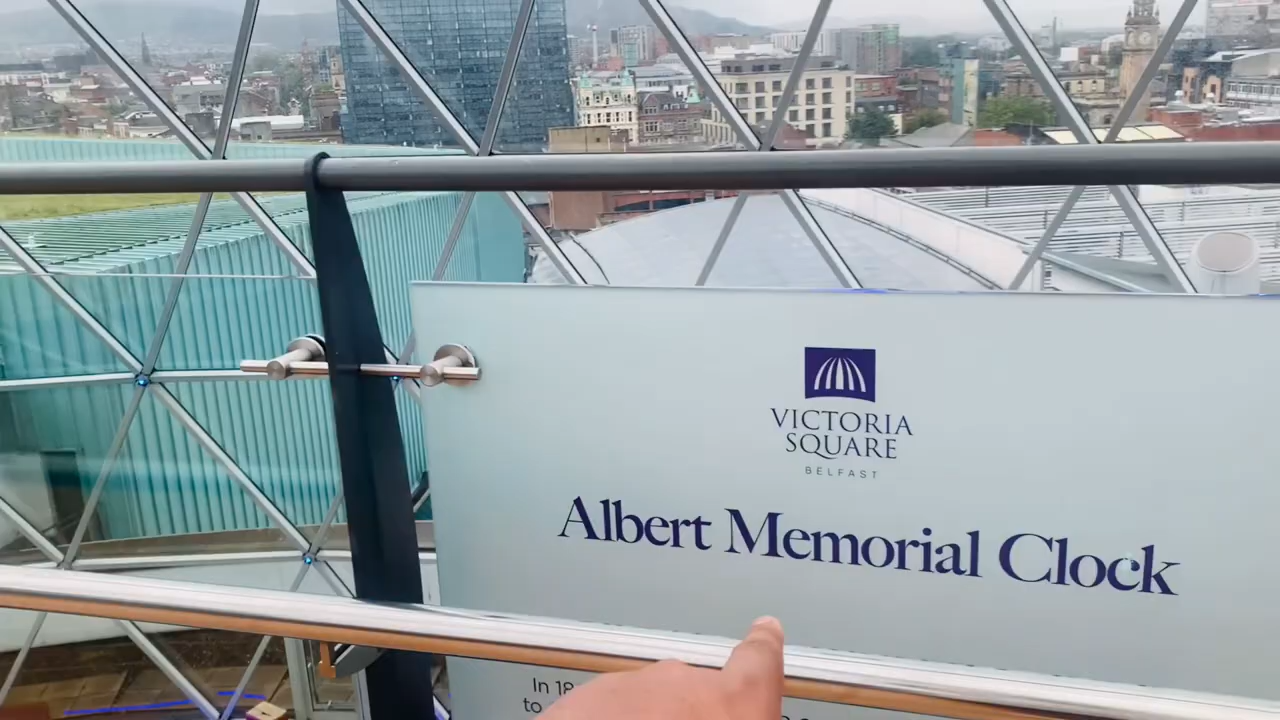 VICTORIA
SQUARE
BELFAST
Albert Memorial Clock
In 18
to